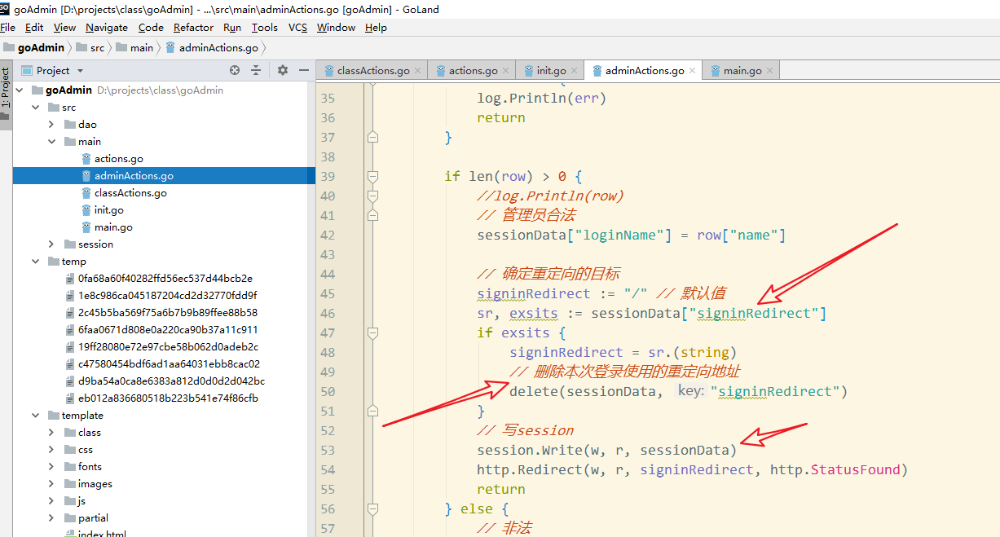 goAdmin [D:\projects\class\goAdmin] - ...\src\main\adminActions.go [goAdmin] - GoLand
File Edit View Navigate Code Refactor Run Tools VCS Window Help
goAdmin src main adminActions.go
1: Project
Project
classActions.go actions.go init.go adminActions.go main.go
goAdmin D:\projects\class\goAdmin
src
dao
main
actions.go
adminActions.go
classActions.go
init.go
main.go
session
temp
0fa68a60f40282ffd56ec537d44bcb2e
1e8c986ca045187204cd2d32770fdd9f
2c45b5ba569f75a6b7b9b89ffee88b58
6faa0671d808e0a220ca90b37a11c911
19ff28080e72e97cbe58b062d0adeb2c
c47580454bdf6ad1aa64031ebb8cac02
d9ba54a0ca8e6383a812d0d0d2d042bc
eb012a836680518b223b541e74f86cfb
template
class
css
fonts
images
js
partial
index.html
35 log.Println(err)
36 return
37 }
38
39 if len(row) > 0 {
40 //log.Println(row)
41 // 管理员合法
42 sessionData["loginName"] = row["name"]
43
44 // 确定重定向的目标
45 signinRedirect := "/" // 默认值
46 sr, exsits := sessionData["signinRedirect"]
47 if exsits {
48 signinRedirect = sr.(string)
49 // 删除本次登录使用的重定向地址
50 delete(sessionData, key: "signinRedirect")
51 }
52 // 写session
53 session.Write(w, r, sessionData)
54 http.Redirect(w, r, signinRedirect, http.StatusFound)
55 return
56 } else {
57 // 非法